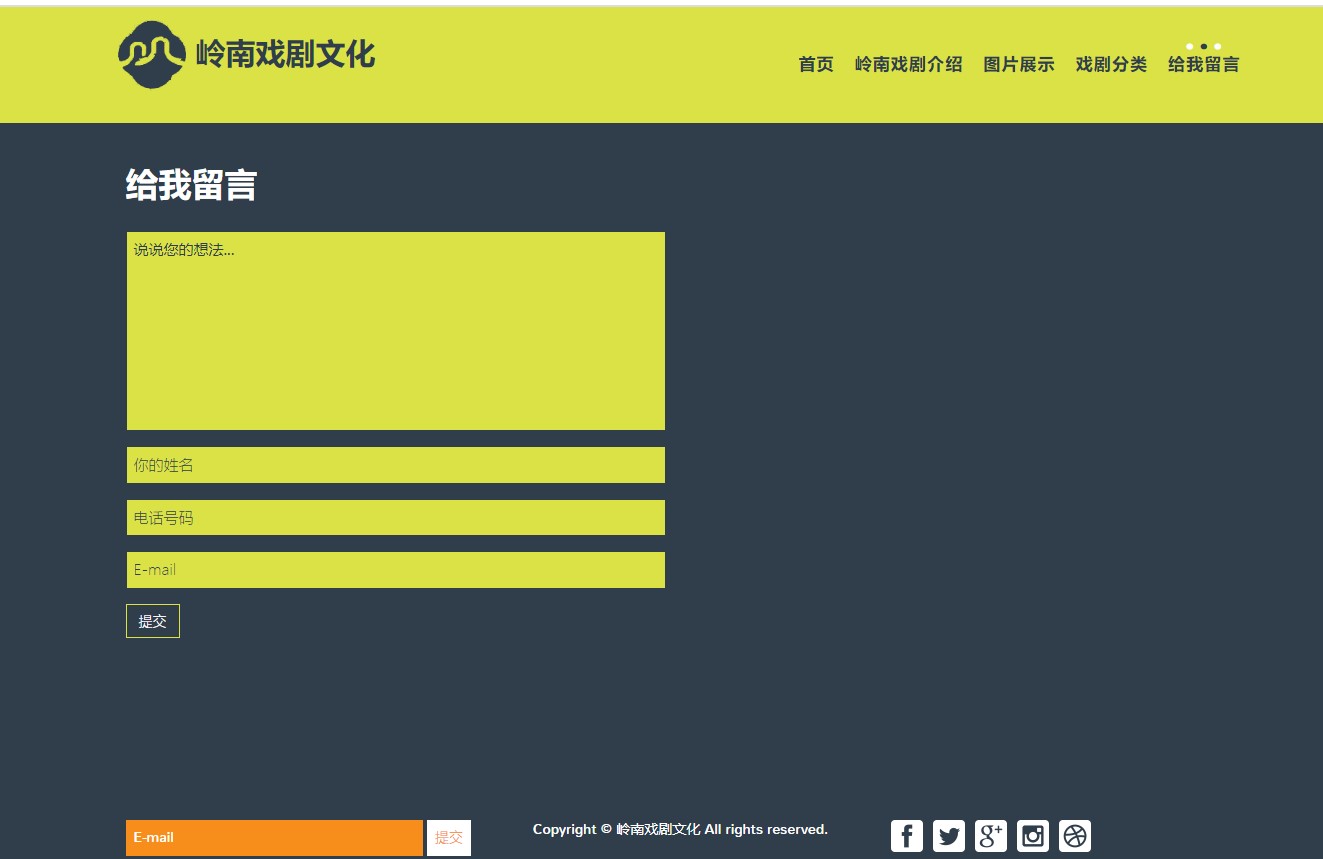 岭南戏剧文化
首页 岭南戏剧介绍 图片展示 戏剧分类 给我留言
给我留言
说说您的想法...
你的姓名
电话号码
E-mail
提交
E-mail 提交 Copyright © 岭南戏剧文化 All rights reserved.